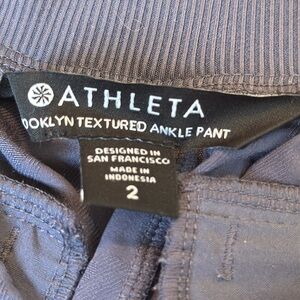 ATHLETA
OOKLYN TEXTURED ANKLE PANT
DESIGNED IN
SAN FRANCISCO
MADE IN
INDONESIA
2